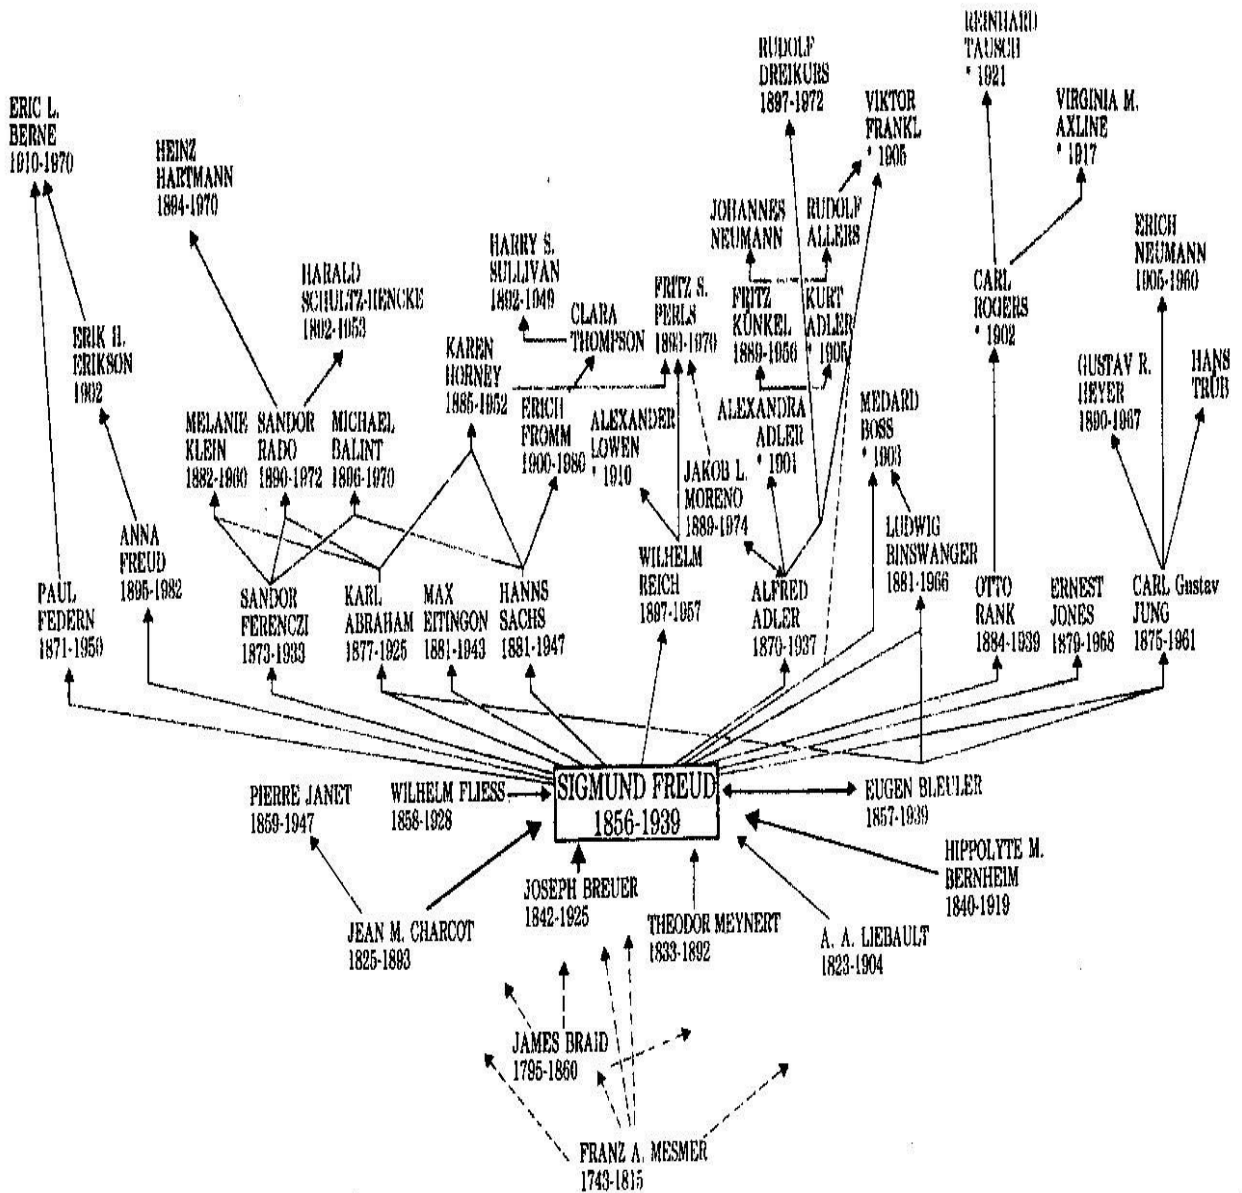 REINHARD
TAUSCH
* 1921
RUDOLF
DREIKURS
1897-1972
VIKTOR
FRANKL
* 1905
VIRGINIA M.
AXLINE
* 1917
ERIC L.
BERNE
1910-1970
HEINZ
HARTMANN
1894-1970
JOHANNES
NEUMANN
RUDOLF
ALLERS
ERICH
NEUMANN
1905-1960
HARRY S.
SULLIVAN
1892-1949
HARALD
SCHULTZ-HENCKE
1892-1953
FRITZ S.
PERLS
1893-1970
FRITZ
KÜNKEL
1889-1956
KURT
ADLER
* 1905
CARL
ROGERS
* 1902
CLARA
THOMPSON
ERIK H.
ERIKSON
1902
KAREN
HORNEY
1885-1952
GUSTAV R.
HEYER
1890-1967
HANS
TRÜB
MELANIE
KLEIN
1882-1960
SANDOR
RADO
1890-1972
MICHAEL
BALINT
1896-1970
ERICH
FROMM
1900-1980
ALEXANDER
LOWEN
* 1910
ALEXANDRA
ADLER
* 1901
MEDARD
BOSS
* 1903
JAKOB L.
MORENO
1889-1974
ANNA
FREUD
1895-1982
LUDWIG
BINSWANGER
1881-1966
PAUL
FEDERN
1871-1950
SANDOR
FERENCZI
1873-1933
KARL
ABRAHAM
1877-1925
MAX
EITINGON
1881-1943
HANNS
SACHS
1881-1947
WILHELM
REICH
1897-1957
ALFRED
ADLER
1870-1937
OTTO
RANK
1884-1939
ERNEST
JONES
1879-1958
CARL Gustav
JUNG
1875-1961
PIERRE JANET
1859-1947
WILHELM FLIESS
1858-1928
SIGMUND FREUD
1856-1939
EUGEN BLEULER
1857-1939
HIPPOLYTE M.
BERNHEIM
1840-1919
JOSEPH BREUER
1842-1925
JEAN M. CHARCOT
1825-1893
THEODOR MEYNERT
1833-1892
A. A. LIEBAULT
1823-1904
JAMES BRAID
1795-1860
FRANZ A. MESMER
1743-1815